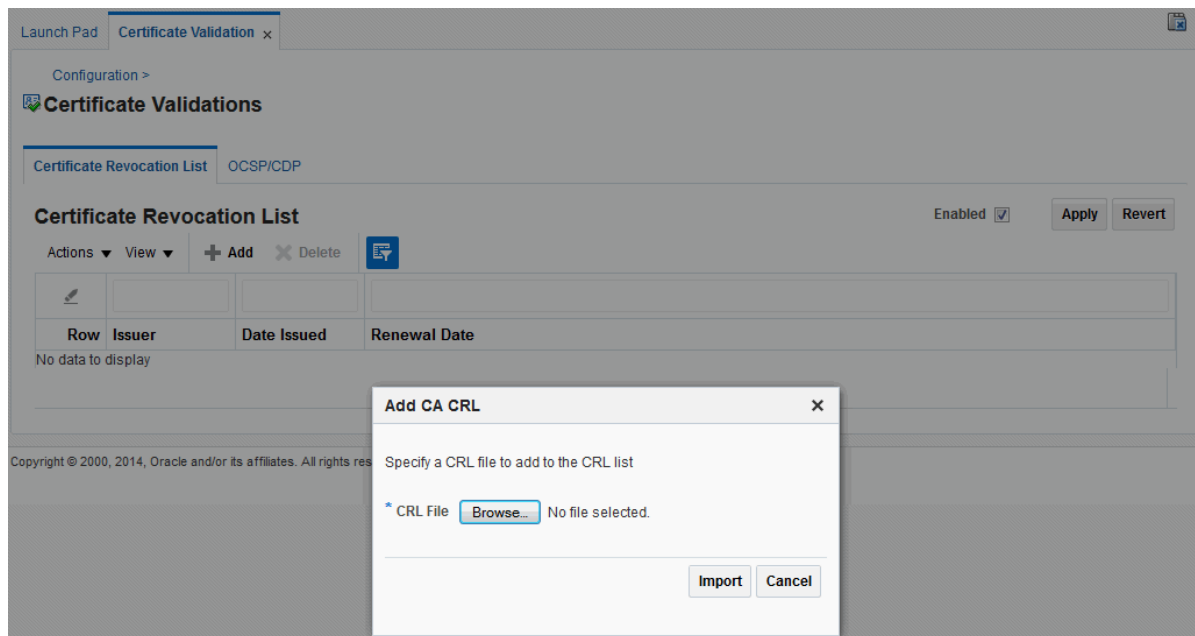 Launch Pad Certificate Validation x
Configuration >
Certificate Validations
Certificate Revocation List OCSP/CDP
Certificate Revocation List Enabled Apply Revert
Actions View Add Delete
Row Issuer Date Issued Renewal Date
No data to display
Add CA CRL
Copyright © 2000, 2014, Oracle and/or its affiliates. All rights res
Specify a CRL file to add to the CRL list
* CRL File Browse... No file selected.
Import Cancel